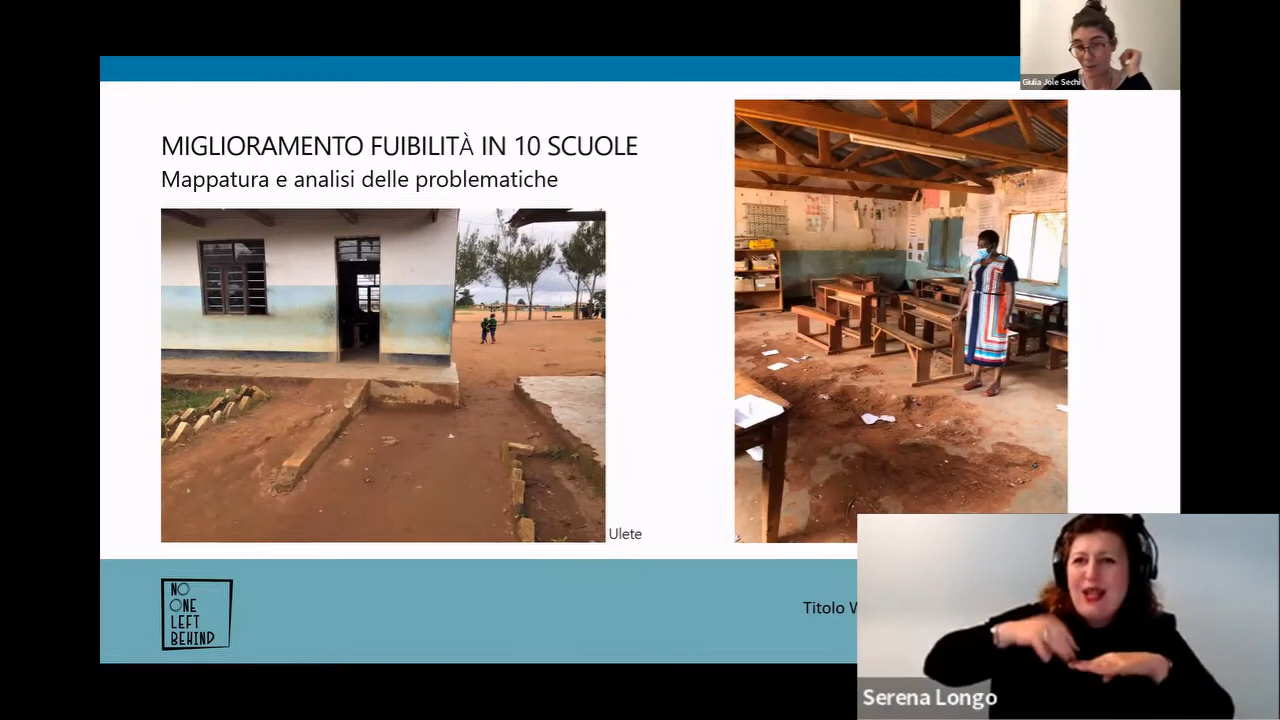 Giulia Jole Sechi
MIGLIORAMENTO FUIBILITÀ IN 10 SCUOLE
Mappatura e analisi delle problematiche
Ulete
NO
ONE
LEFT
BEHIND
Titolo
Serena Longo